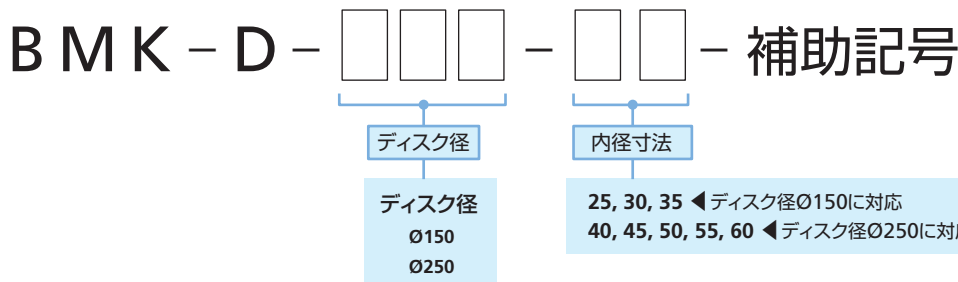 BMK－D－□□□－□□－補助記号
ディスク径
内径寸法
ディスク径
Ø150
Ø250
25, 30, 35 ◀ディスク径Ø150に対応
40, 45, 50, 55, 60 ◀ディスク径Ø250に対